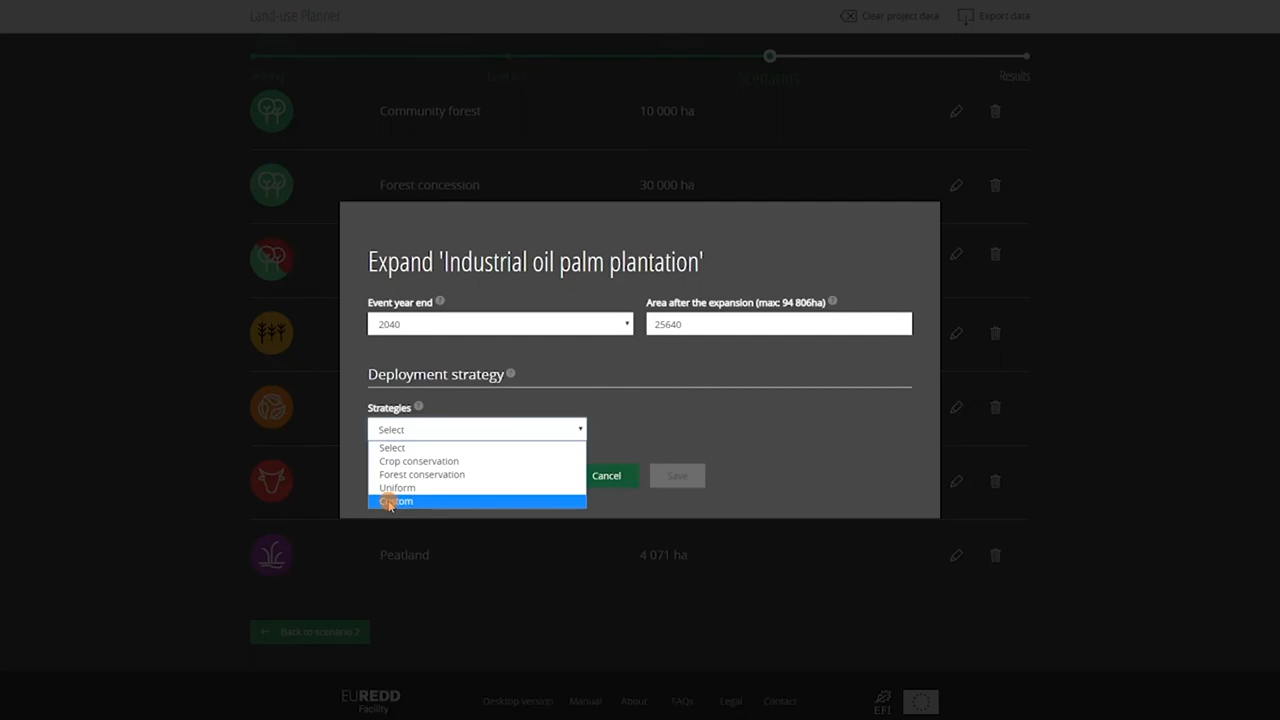 Land-use Planner
Clear project data
Export data
Scenarios
Results
Community forest
10 000 ha
Forest concession
30 000 ha
Expand 'Industrial oil palm plantation'
Event year end ?
Area after the expansion (max: 94 806ha) ?
2040
25640
Deployment strategy ?
Strategies ?
Select
Select
Crop conservation
Forest conservation
Uniform
Custom
Cancel
Save
Peatland
4 071 ha
← Back to scenario 2
EUREDD
Facility
Desktop version
Manual
About
FAQs
Legal
Contact
EFI